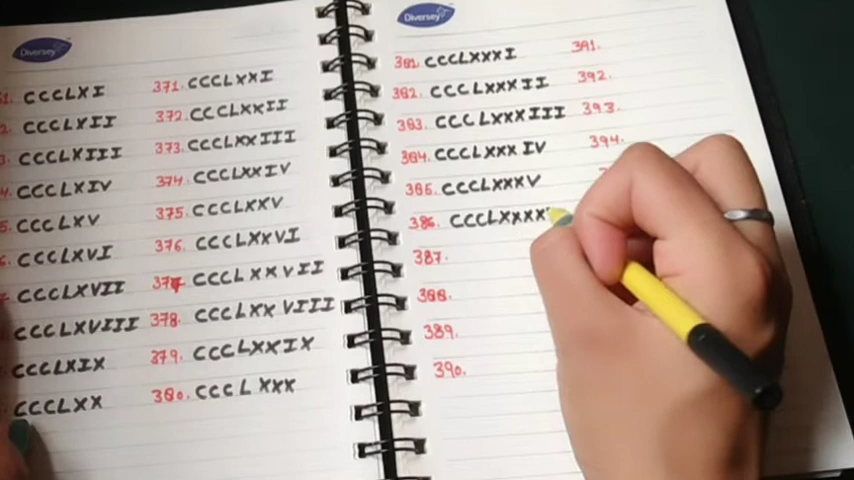 Diversey
CCCLXI
CCCLXII
CCCLXIII
CCCLXIV
CCCLXV
CCCLXVI
CCCLXVII
CCCLXVIII
CCCLXIX
CCCLXX
371. CCCLXXI
372. CCCLXXII
373. CCCLXXIII
374. CCCLXXIV
375. CCCLXXV
376. CCCLXXVI
377. CCCLXXVII
378. CCCLXXVIII
379. CCCLXXIX
380. CCCLXXX
Diversey
381. CCCLXXXI
382. CCCLXXXII
383. CCCLXXXIII
384. CCCLXXXIV
385. CCCLXXXV
386. CCCLXXXX
387.
388.
389.
390.
391.
392.
393.
394.